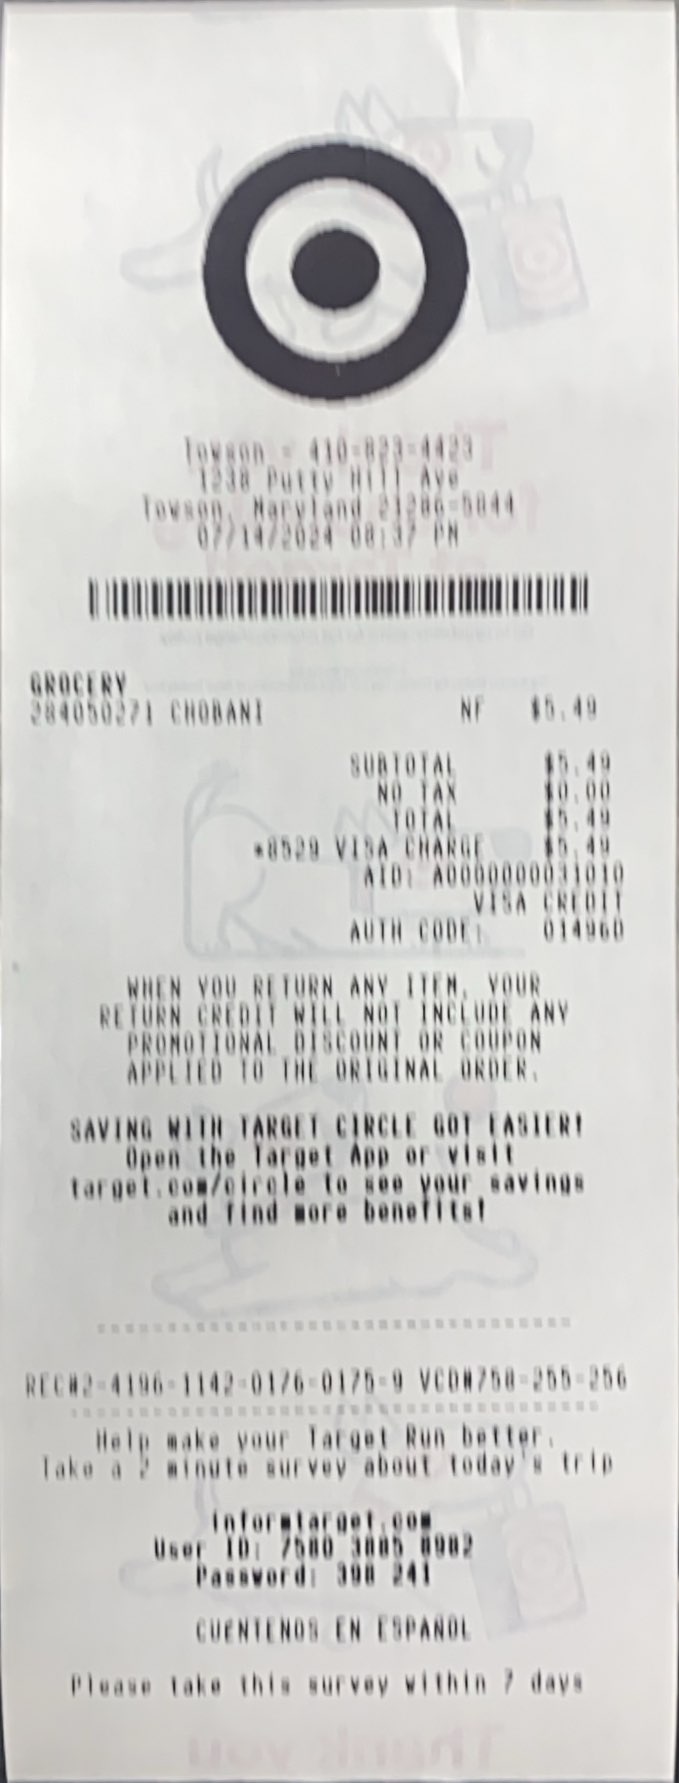 Towson - 410-823-4423
1238 Putty Hill Ave
Towson, Maryland 21286-5844
07/14/2024 08:37 PM
GROCERY
284050271 CHOBANI NF $5.49
SUBTOTAL $5.49
NO TAX $0.00
TOTAL $5.49
*8529 VISA CHARGE $5.49
AID: A0000000031010
VISA CREDIT
AUTH CODE: 01496D
WHEN YOU RETURN ANY ITEM, YOUR
RETURN CREDIT WILL NOT INCLUDE ANY
PROMOTIONAL DISCOUNT OR COUPON
APPLIED TO THE ORIGINAL ORDER.
SAVING WITH TARGET CIRCLE GOT EASIER!
Open the Target App or visit
target.com/circle to see your savings
and find more benefits!
REC#2-4196-1142-0176-0175-9 VCD#758-255-256
Help make your Target Run better.
Take a 2 minute survey about today's trip
informtarget.com
User ID: 7580 3885 8982
Password: 398 241
CUÉNTENOS EN ESPAÑOL
Please take this survey within 7 days
Thank you